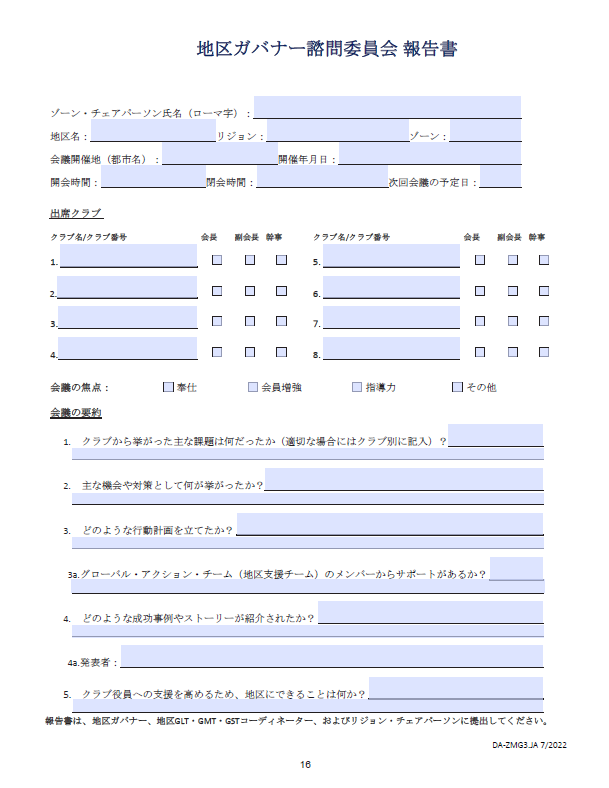 地区ガバナー諮問委員会 報告書
ゾーン・チェアパーソン氏名（ローマ字）：
地区名： リジョン： ゾーン：
会議開催地（都市名）： 開催年月日：
開会時間： 閉会時間： 次回会議の予定日：
出席クラブ
クラブ名/クラブ番号 会長 副会長 幹事 クラブ名/クラブ番号 会長 副会長 幹事
1. 5.
2. 6.
3. 7.
4. 8.
会議の焦点： 奉仕 会員増強 指導力 その他
会議の要約
1. クラブから挙がった主な課題は何だったか（適切な場合にはクラブ別に記入）？
2. 主な機会や対策として何が挙がったか？
3. どのような行動計画を立てたか？
3a.グローバル・アクション・チーム（地区支援チーム）のメンバーからサポートがあるか？
4. どのような成功事例やストーリーが紹介されたか？
4a.発表者：
5. クラブ役員への支援を高めるため、地区にできることは何か？
報告書は、地区ガバナー、地区GLT・GMT・GSTコーディネーター、およびリジョン・チェアパーソンに提出してください。
DA-ZMG3.JA 7/2022
16